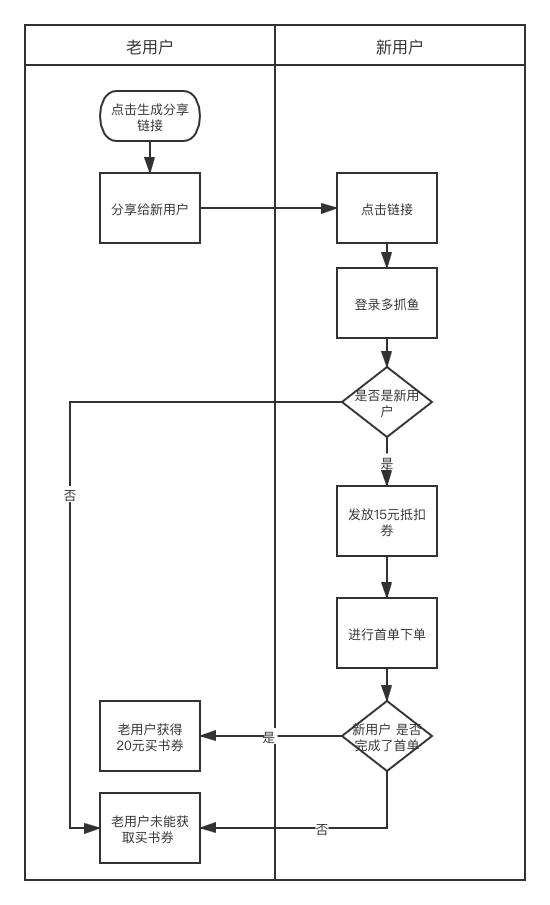 老用户
新用户
点击生成分享
链接
分享给新用户
点击链接
登录多抓鱼
是否是新用
户
是
否
发放15元抵扣
券
进行首单下单
新用户 是否
完成了首单
是
老用户获得
20元买书券
否
老用户未能获
取买书券